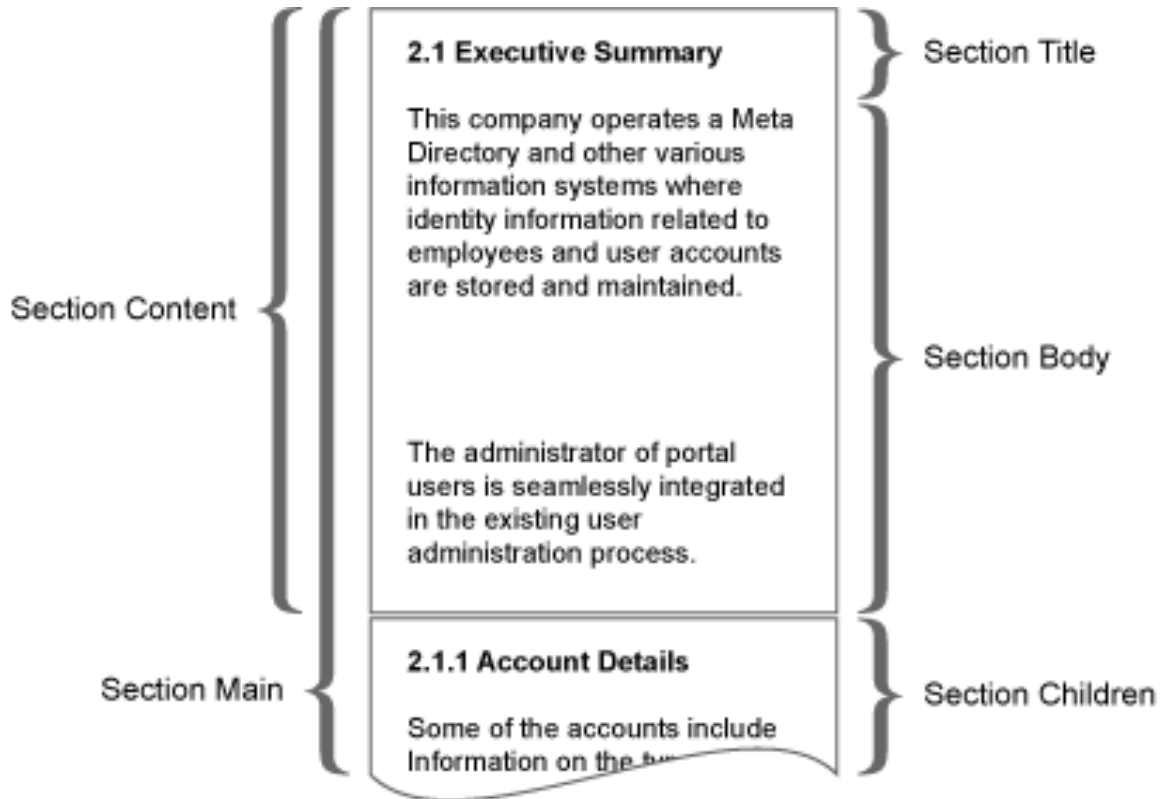 2.1 Executive Summary
Section Title
This company operates a Meta
Directory and other various
information systems where
identity information related to
employees and user accounts
are stored and maintained.
Section Content
Section Body
The administrator of portal
users is seamlessly integrated
in the existing user
administration process.
2.1.1 Account Details
Section Main
Section Children
Some of the accounts include
Information on the